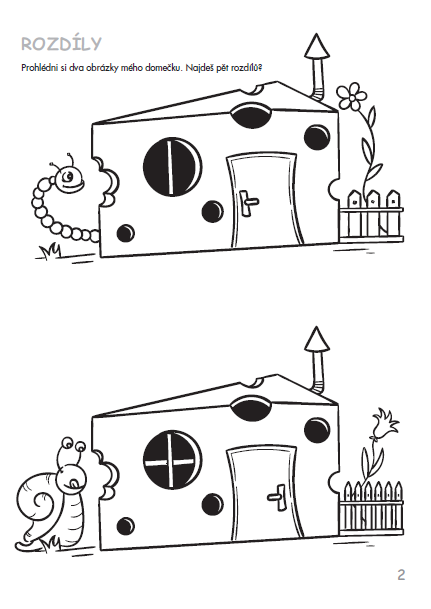 ROZDÍLY
Prohlédni si dva obrázky mého domečku. Najdeš pět rozdílů?
2